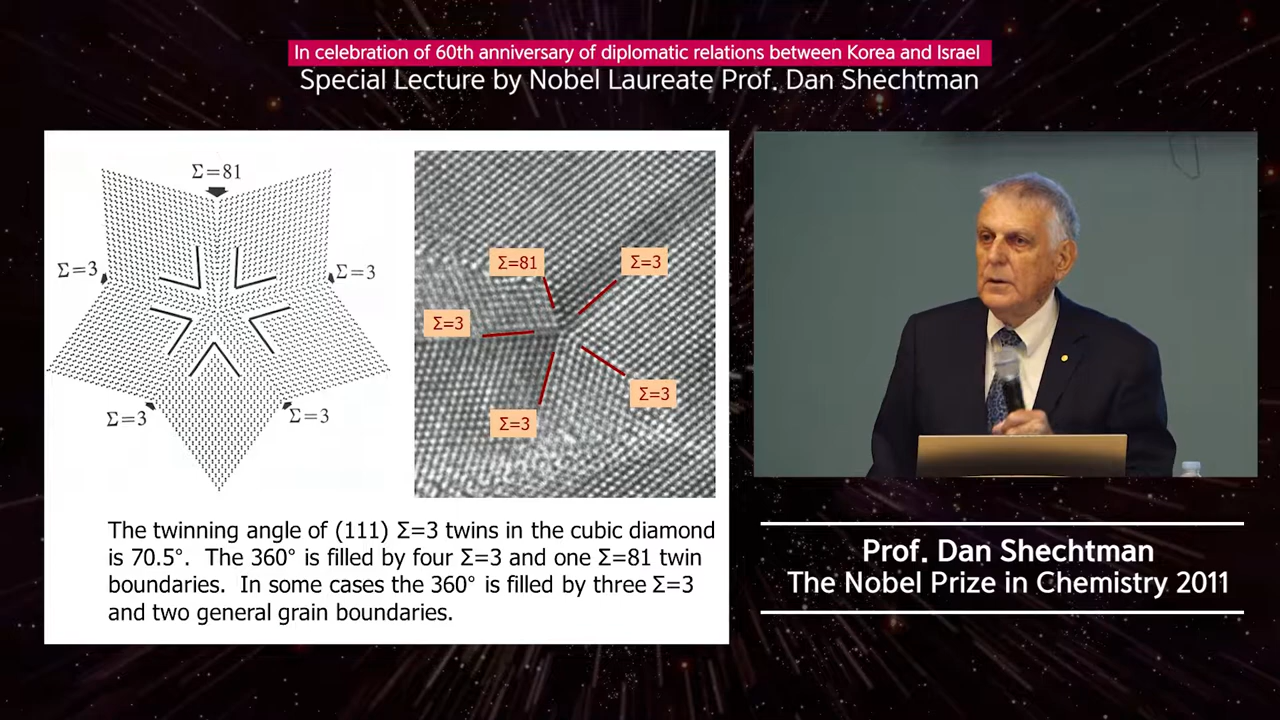 In celebration of 60th anniversary of diplomatic relations between Korea and Israel
Special Lecture by Nobel Laureate Prof. Dan Shechtman
Σ=81
Σ=3
Σ=3
Σ=3
Σ=3
Σ=81
Σ=3
Σ=3
Σ=3
Σ=3
The twinning angle of (111) Σ=3 twins in the cubic diamond
is 70.5°. The 360° is filled by four Σ=3 and one Σ=81 twin
boundaries. In some cases the 360° is filled by three Σ=3
and two general grain boundaries.
Prof. Dan Shechtman
The Nobel Prize in Chemistry 2011